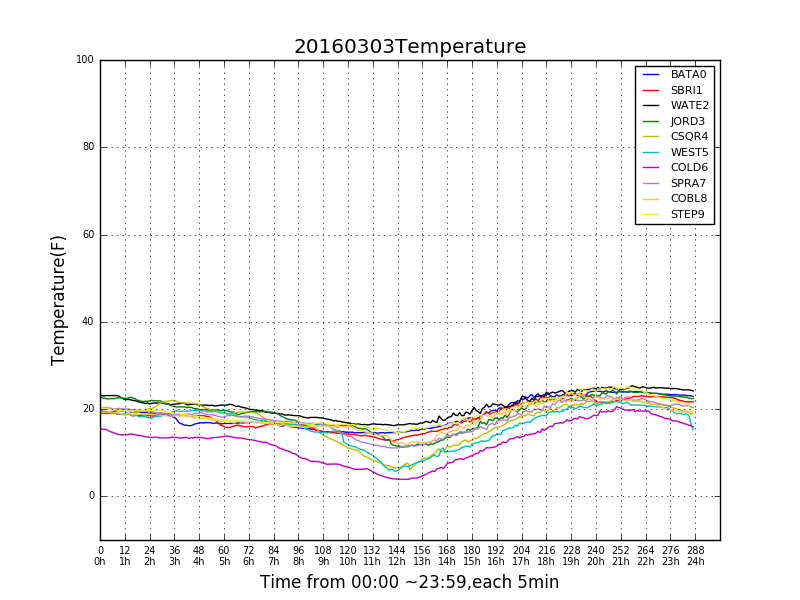 20160303Temperature
100
80
60
40
20
0
Temperature(F)
BATA0
SBRI1
WATE2
JORD3
CSQR4
WEST5
COLD6
SPRA7
COBL8
STEP9
0 12 24 36 48 60 72 84 96 108 120 132 144 156 168 180 192 204 216 228 240 252 264 276 288
0h 1h 2h 3h 4h 5h 6h 7h 8h 9h 10h 11h 12h 13h 14h 15h 16h 17h 18h 19h 20h 21h 22h 23h 24h
Time from 00:00 ~23:59,each 5min